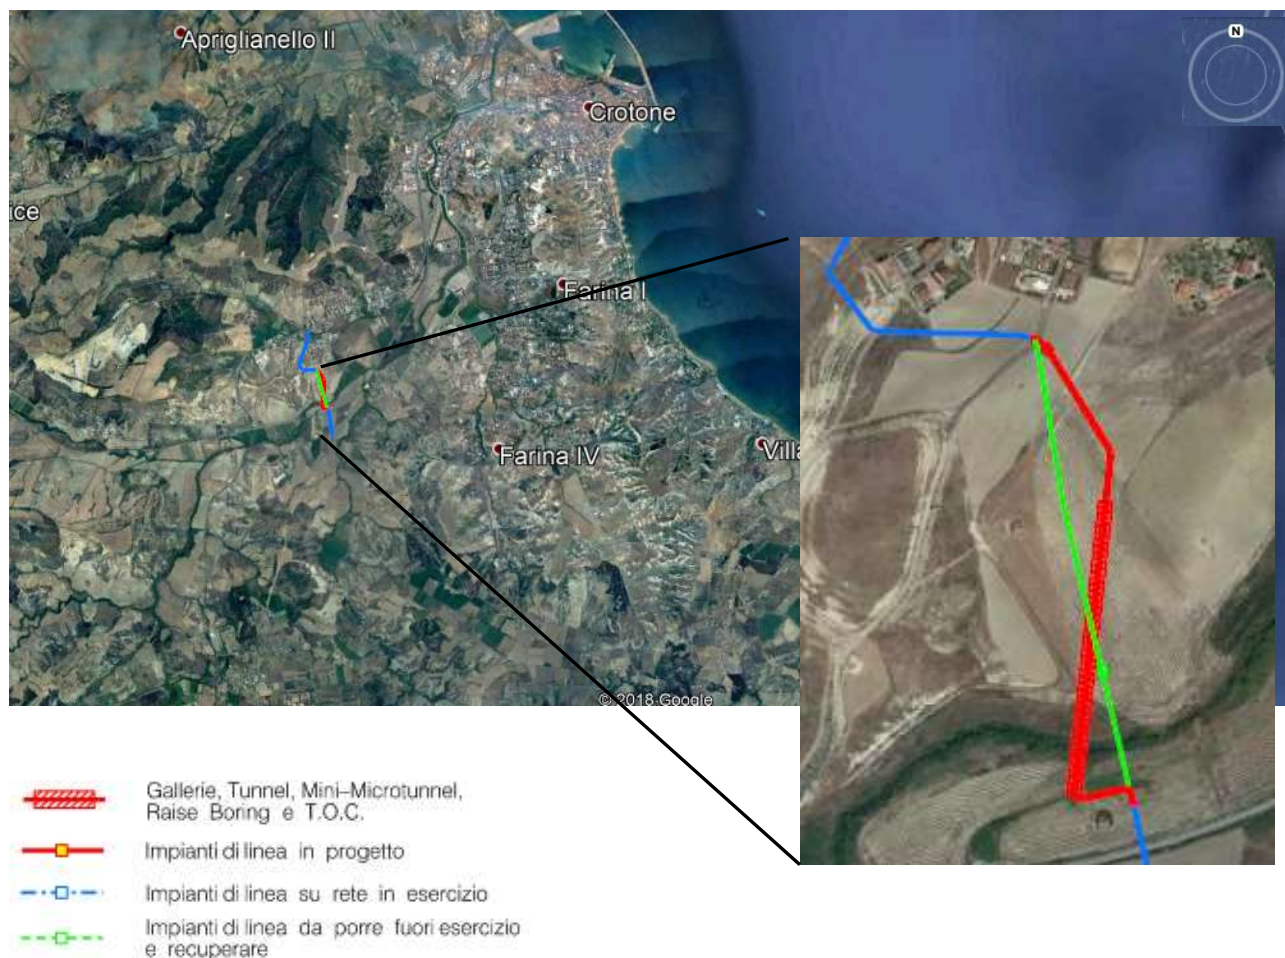 Apriglianello II
N
Crotone
ice
Farina I
Farina IV
Villa
© 2018 Google
Gallerie, Tunnel, Mini–Microtunnel,
Raise Boring e T.O.C.
Impianti di linea in progetto
Impianti di linea su rete in esercizio
Impianti di linea da porre fuori esercizio
e recuperare